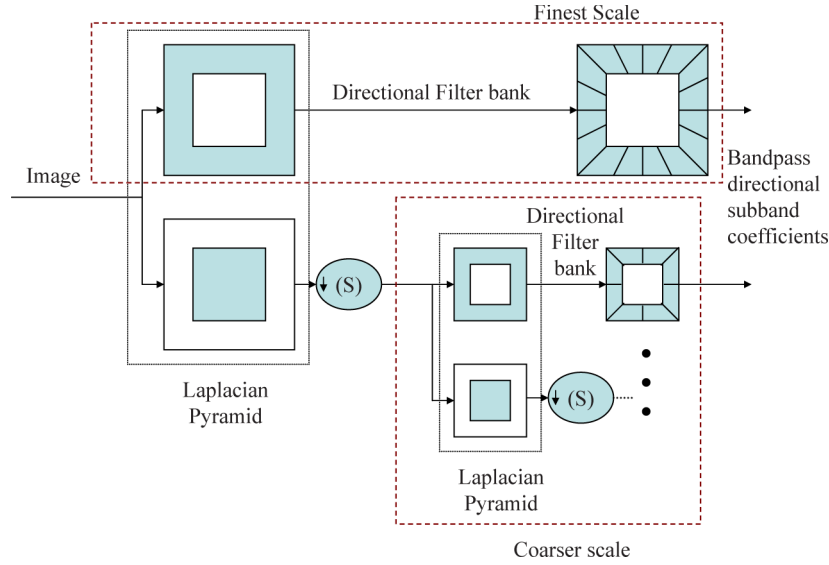 Finest Scale
Directional Filter bank
Image
Bandpass
directional
subband
coefficients
Directional
Filter
bank
↓ (S)
Laplacian
Pyramid
↓ (S)
Laplacian
Pyramid
Coarser scale